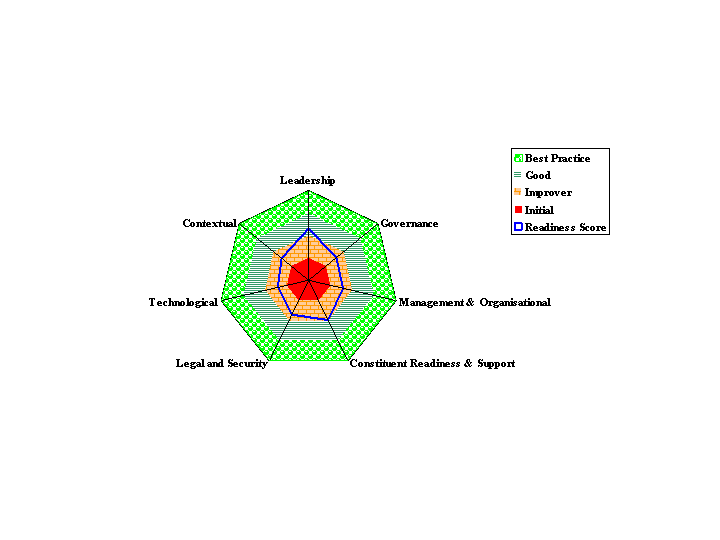 Best Practice
Good
Improver
Initial
Readiness Score
Leadership
Contextual
Governance
Technological
Management & Organisational
Legal and Security
Constituent Readiness & Support